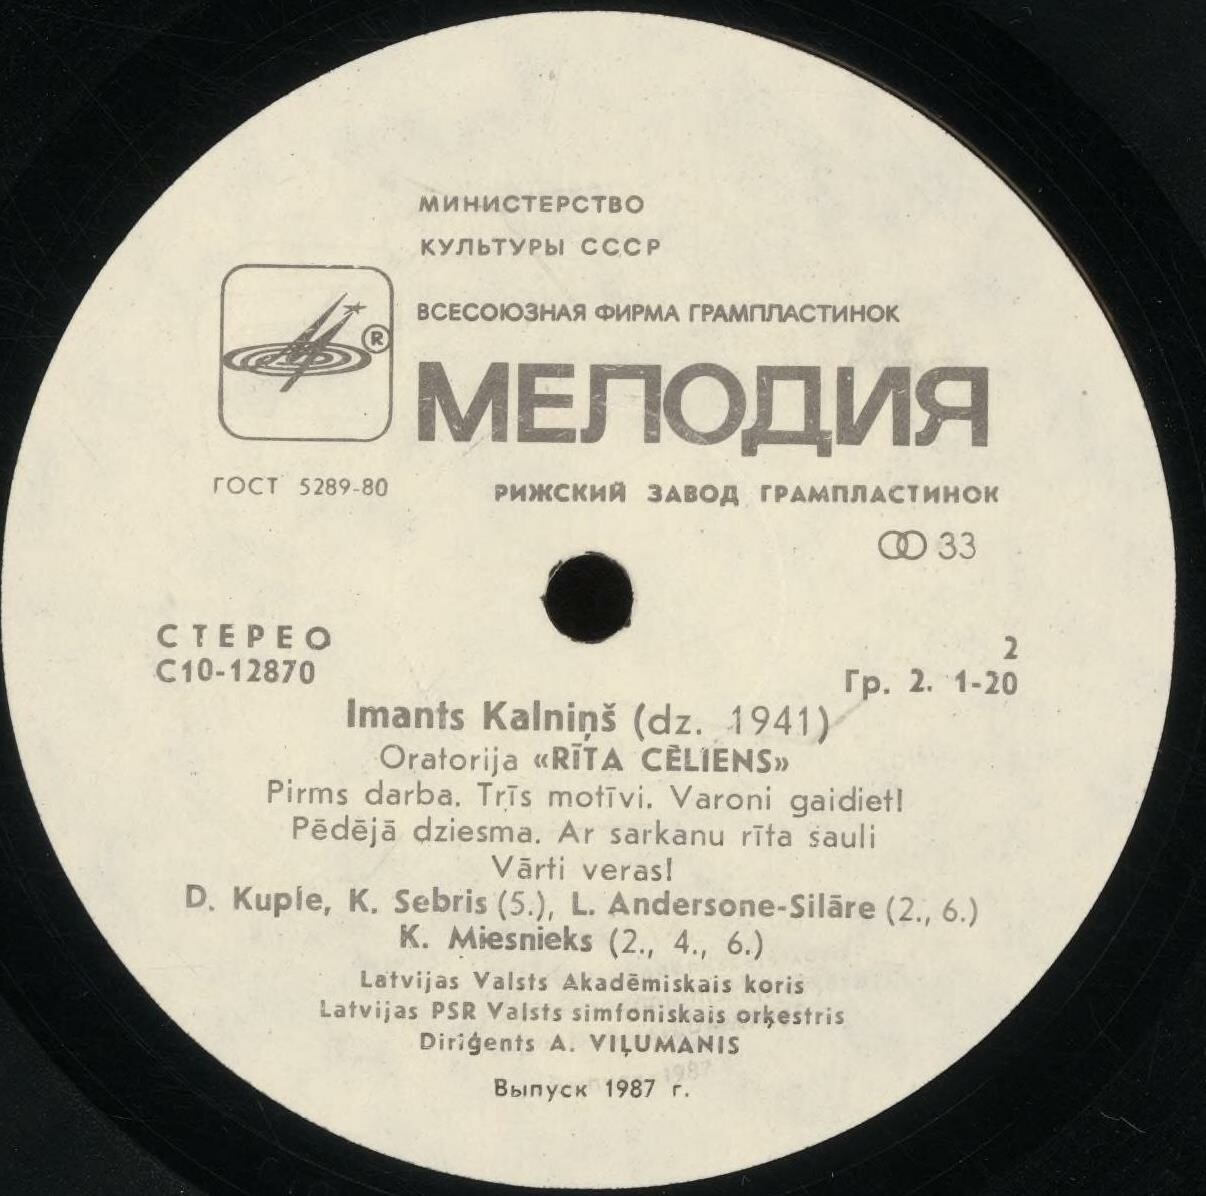 МИНИСТЕРСТВО
КУЛЬТУРЫ СССР
ВСЕСОЮЗНАЯ ФИРМА ГРАМПЛАСТИНОК
®
МЕЛОДИЯ
ГОСТ 5289-80
РИЖСКИЙ ЗАВОД ГРАМПЛАСТИНОК
33
СТЕРЕО
2
С10-12870
Гр. 2. 1-20
Imants Kalniņš (dz. 1941)
Oratorija «RĪTA CĒLIENS»
Pirms darba. Trīs motīvi. Varoni gaidiet!
Pēdējā dziesma. Ar sarkanu rīta sauli
Vārti veras!
D. Kuple, K. Sebris (5.), L. Andersone-Silāre (2., 6.)
K. Miesnieks (2., 4., 6.)
Latvijas Valsts Akadēmiskais koris
Latvijas PSR Valsts simfoniskais orķestris
Diriģents A. VIĻUMANIS
Выпуск 1987 г.